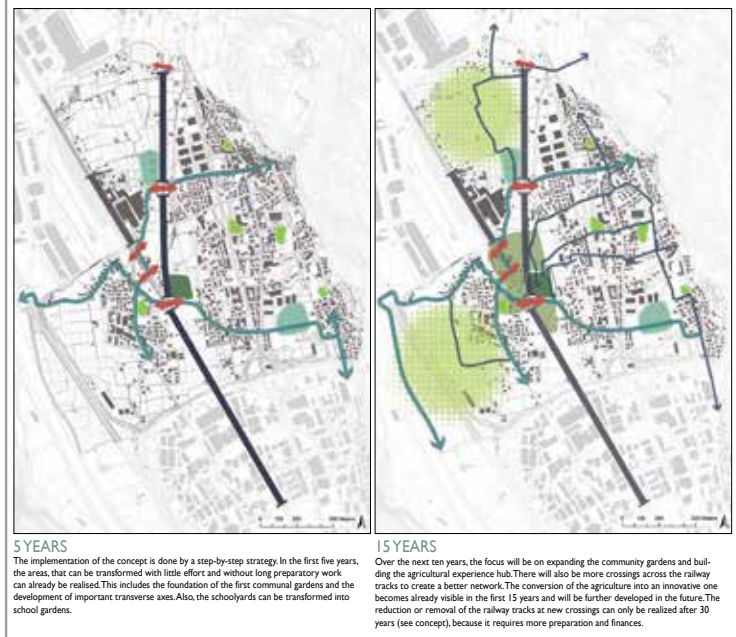 5 YEARS
The implementation of the concept is done by a step-by-step strategy. In the first five years,
the areas, that can be transformed with little effort and without long preparatory work
can already be realised. This includes the foundation of the first communal gardens and the
development of important transverse axes. Also, the schoolyards can be transformed into
school gardens.
15 YEARS
Over the next ten years, the focus will be on expanding the community gardens and buil-
ding the agricultural experience hub. There will also be more crossings across the railway
tracks to create a better network. The conversion of the agriculture into an innovative one
becomes already visible in the first 15 years and will be further developed in the future. The
reduction or removal of the railway tracks at new crossings can only be realized after 30
years (see concept), because it requires more preparation and finances.